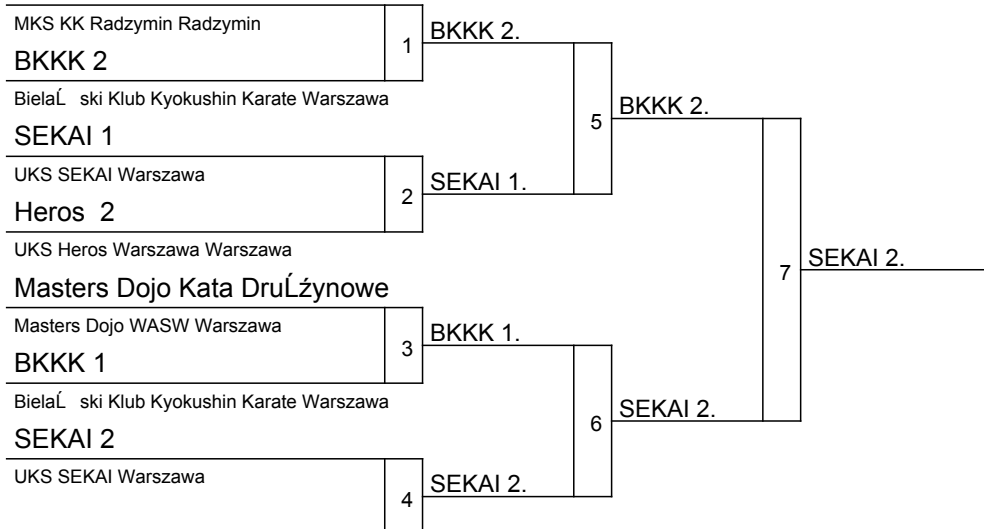 MKS KK Radzymin Radzymin
1
BKKK 2.
BKKK 2
BielaĹ ski Klub Kyokushin Karate Warszawa
5
BKKK 2.
SEKAI 1
UKS SEKAI Warszawa
2
SEKAI 1.
Heros 2
UKS Heros Warszawa Warszawa
7
SEKAI 2.
Masters Dojo Kata DruĹźynowe
Masters Dojo WASW Warszawa
3
BKKK 1.
BKKK 1
BielaĹ ski Klub Kyokushin Karate Warszawa
6
SEKAI 2.
SEKAI 2
UKS SEKAI Warszawa
4
SEKAI 2.